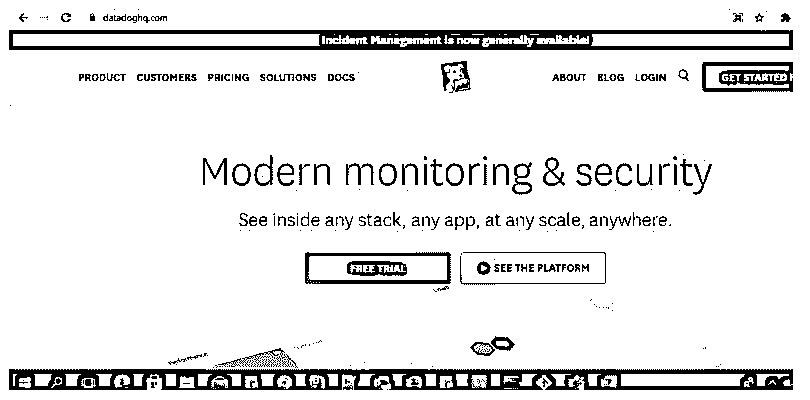 datadoghq.com
Incident Management is now generally available!
PRODUCT CUSTOMERS PRICING SOLUTIONS DOCS ABOUT BLOG LOGIN GET STARTED
Modern monitoring & security
See inside any stack, any app, at any scale, anywhere.
FREE TRIAL SEE THE PLATFORM
Performance